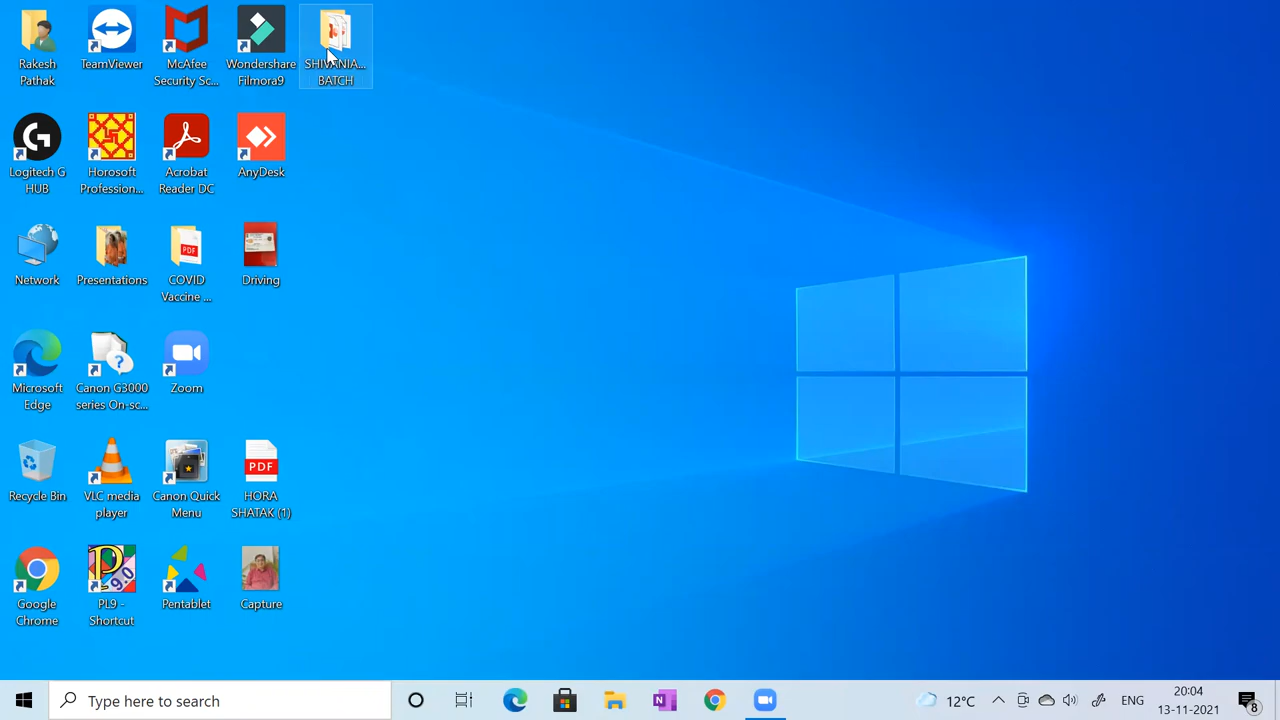 Rakesh
Pathak
TeamViewer
McAfee
Security Sc...
Wondershare
Filmora9
SHIVANIA...
BATCH
Logitech G
HUB
Horosoft
Profession...
Acrobat
Reader DC
AnyDesk
Network
Presentations
PDF
COVID
Vaccine ...
Driving
Microsoft
Edge
Canon G3000
series On-sc...
Zoom
Recycle Bin
VLC media
player
Canon Quick
Menu
PDF
HORA
SHATAK (1)
Google
Chrome
P
9.0
PL9 -
Shortcut
Pentablet
Capture
Type here to search
12°C
ENG
20:04
13-11-2021
8